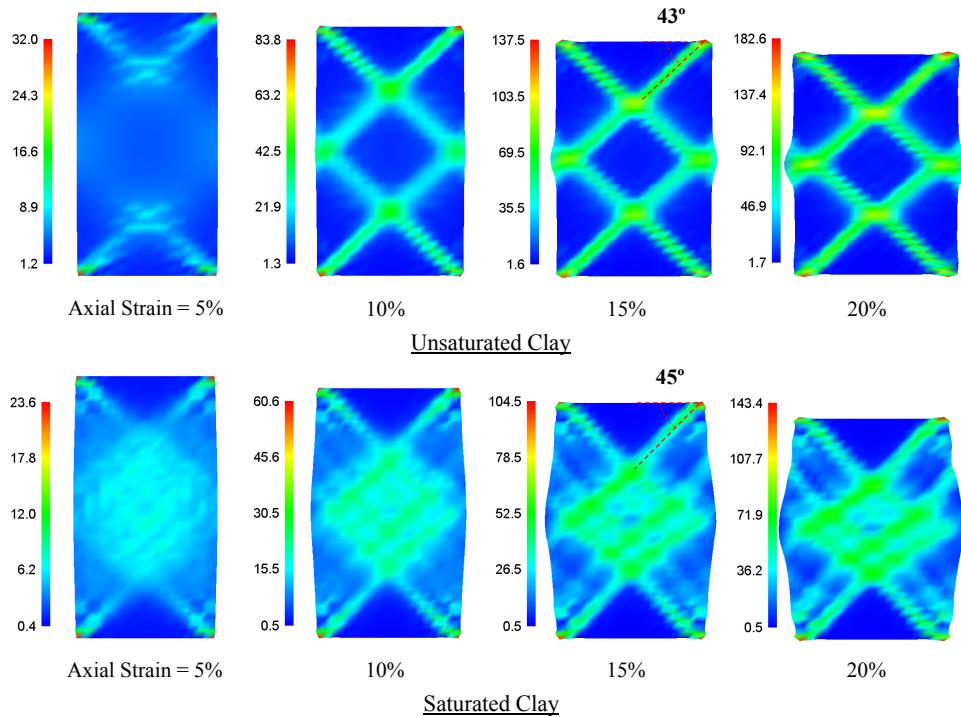 43º
32.0 83.8 137.5 182.6
24.3 63.2 103.5 137.4
16.6 42.5 69.5 92.1
8.9 21.9 35.5 46.9
1.2 1.3 1.6 1.7
Axial Strain = 5% 10% 15% 20%
Unsaturated Clay
45º
23.6 60.6 104.5 143.4
17.8 45.6 78.5 107.7
12.0 30.5 52.5 71.9
6.2 15.5 26.5 36.2
0.4 0.5 0.5 0.5
Axial Strain = 5% 10% 15% 20%
Saturated Clay